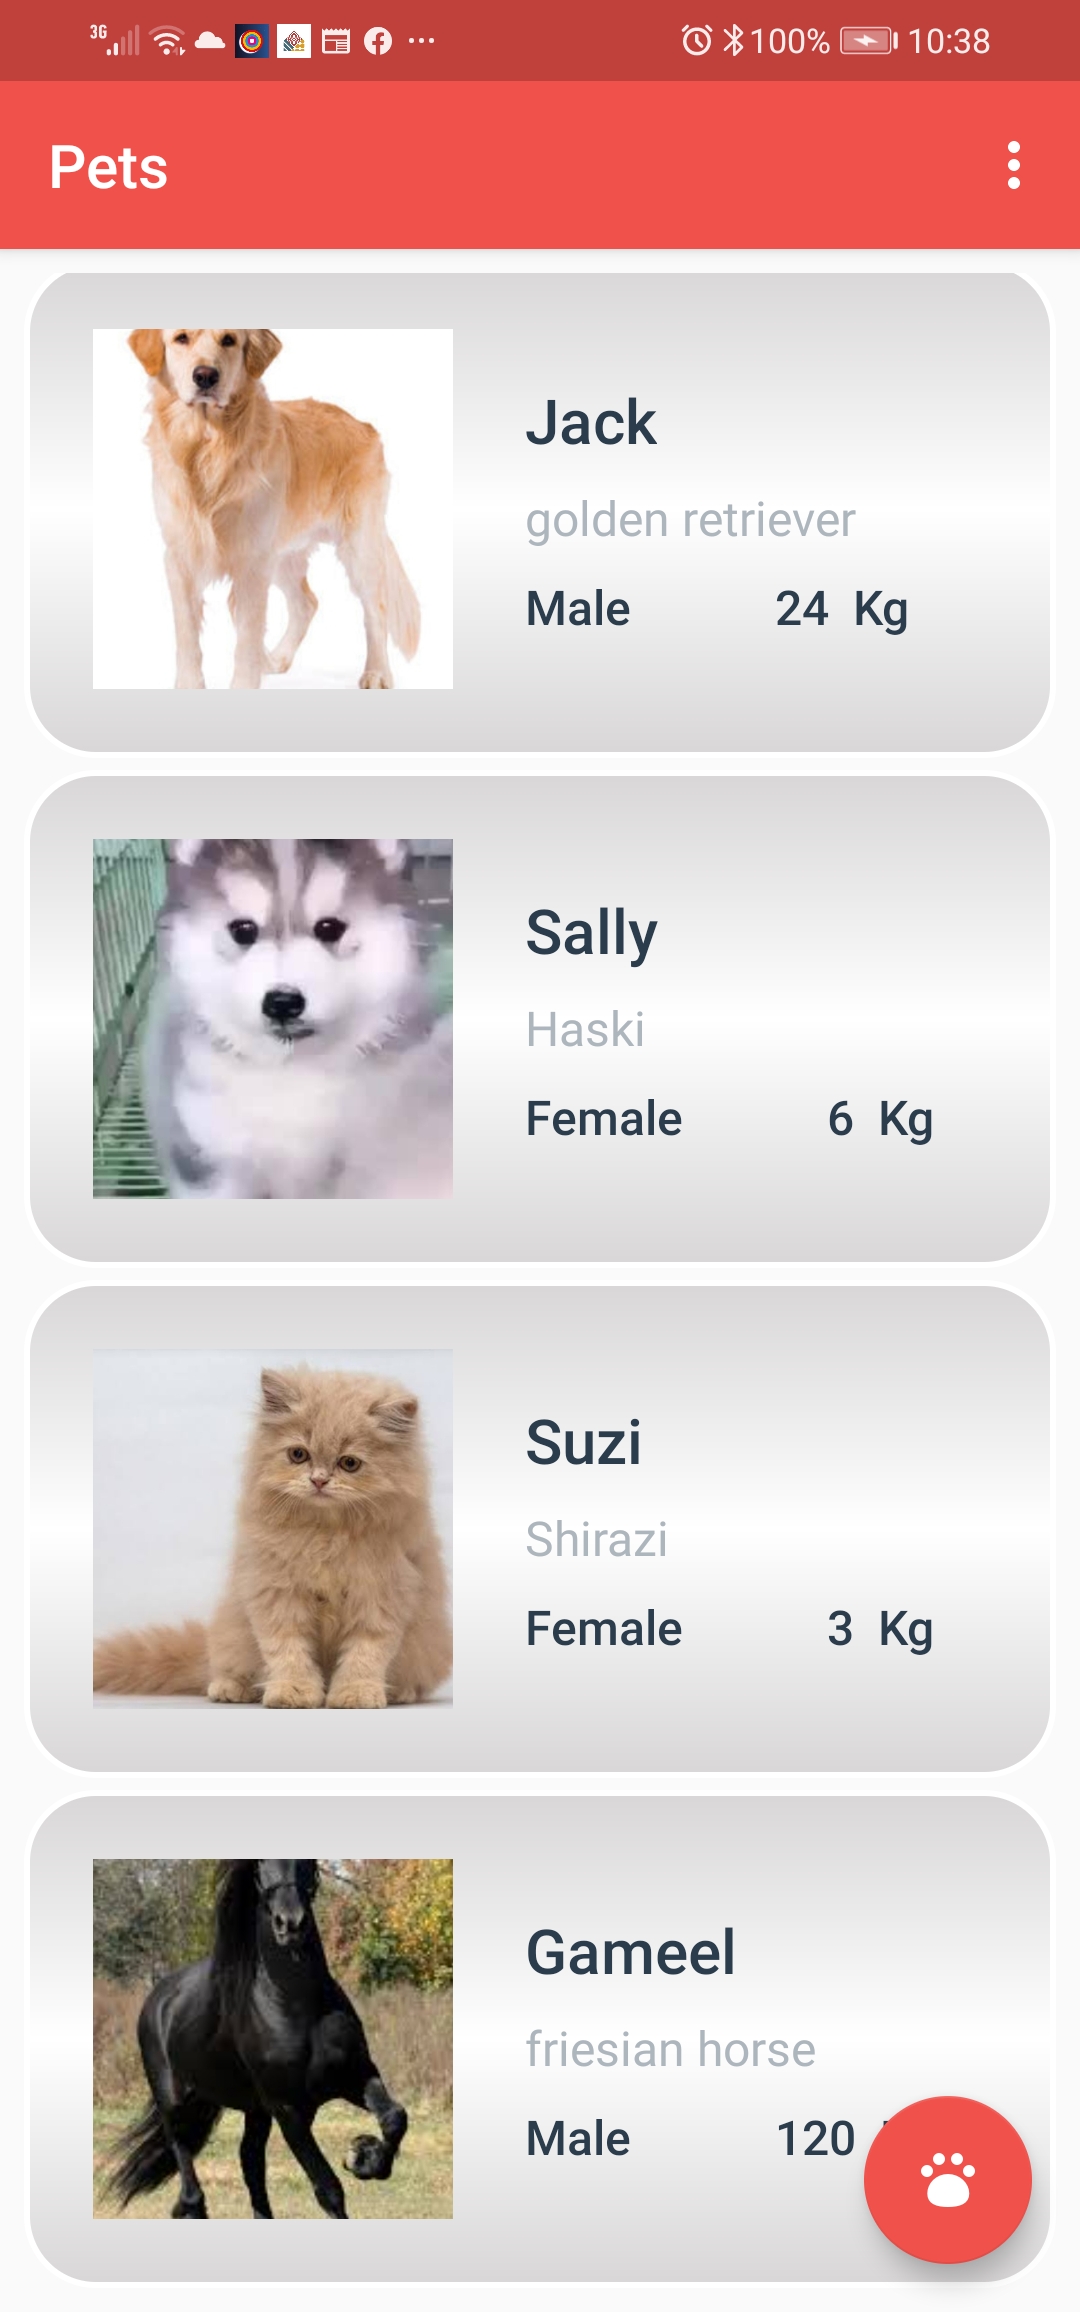 3G 100% 10:38
Pets
Jack
golden retriever
Male 24 Kg
Sally
Haski
Female 6 Kg
Suzi
Shirazi
Female 3 Kg
Gameel
friesian horse
Male 120